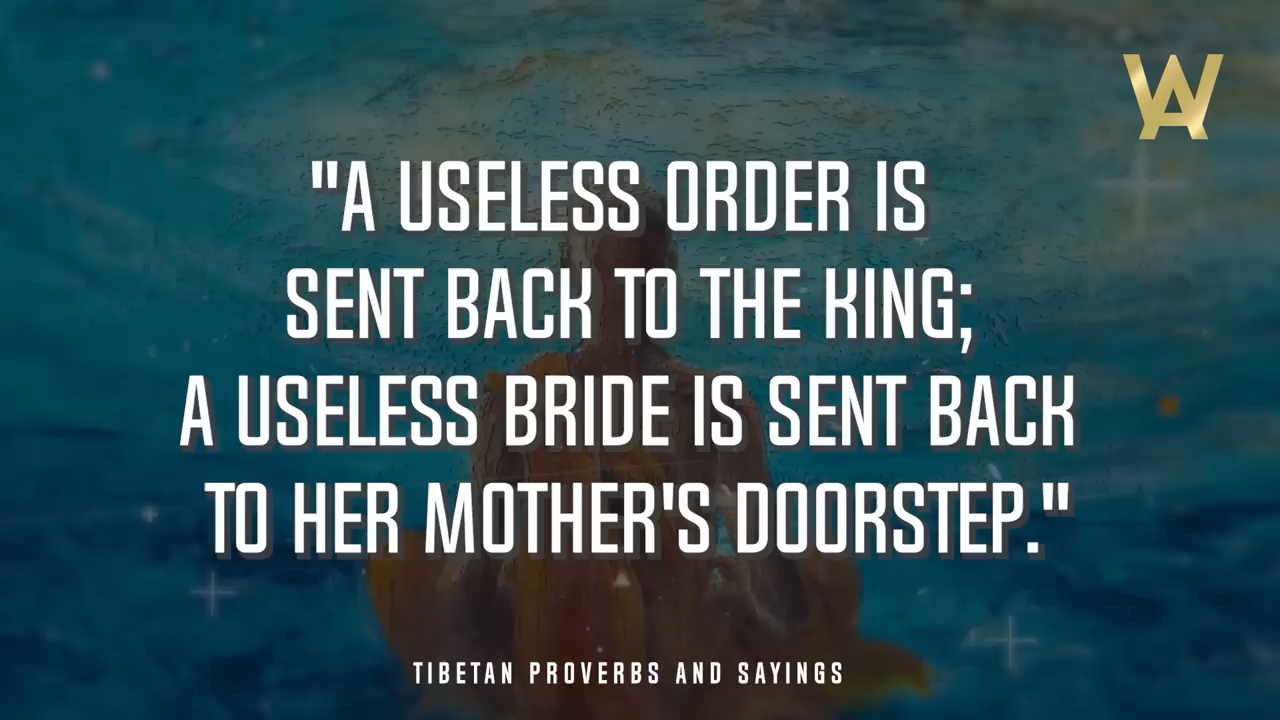 WA
"A USELESS ORDER IS
SENT BACK TO THE KING;
A USELESS BRIDE IS SENT BACK
TO HER MOTHER'S DOORSTEP."
TIBETAN PROVERBS AND SAYINGS